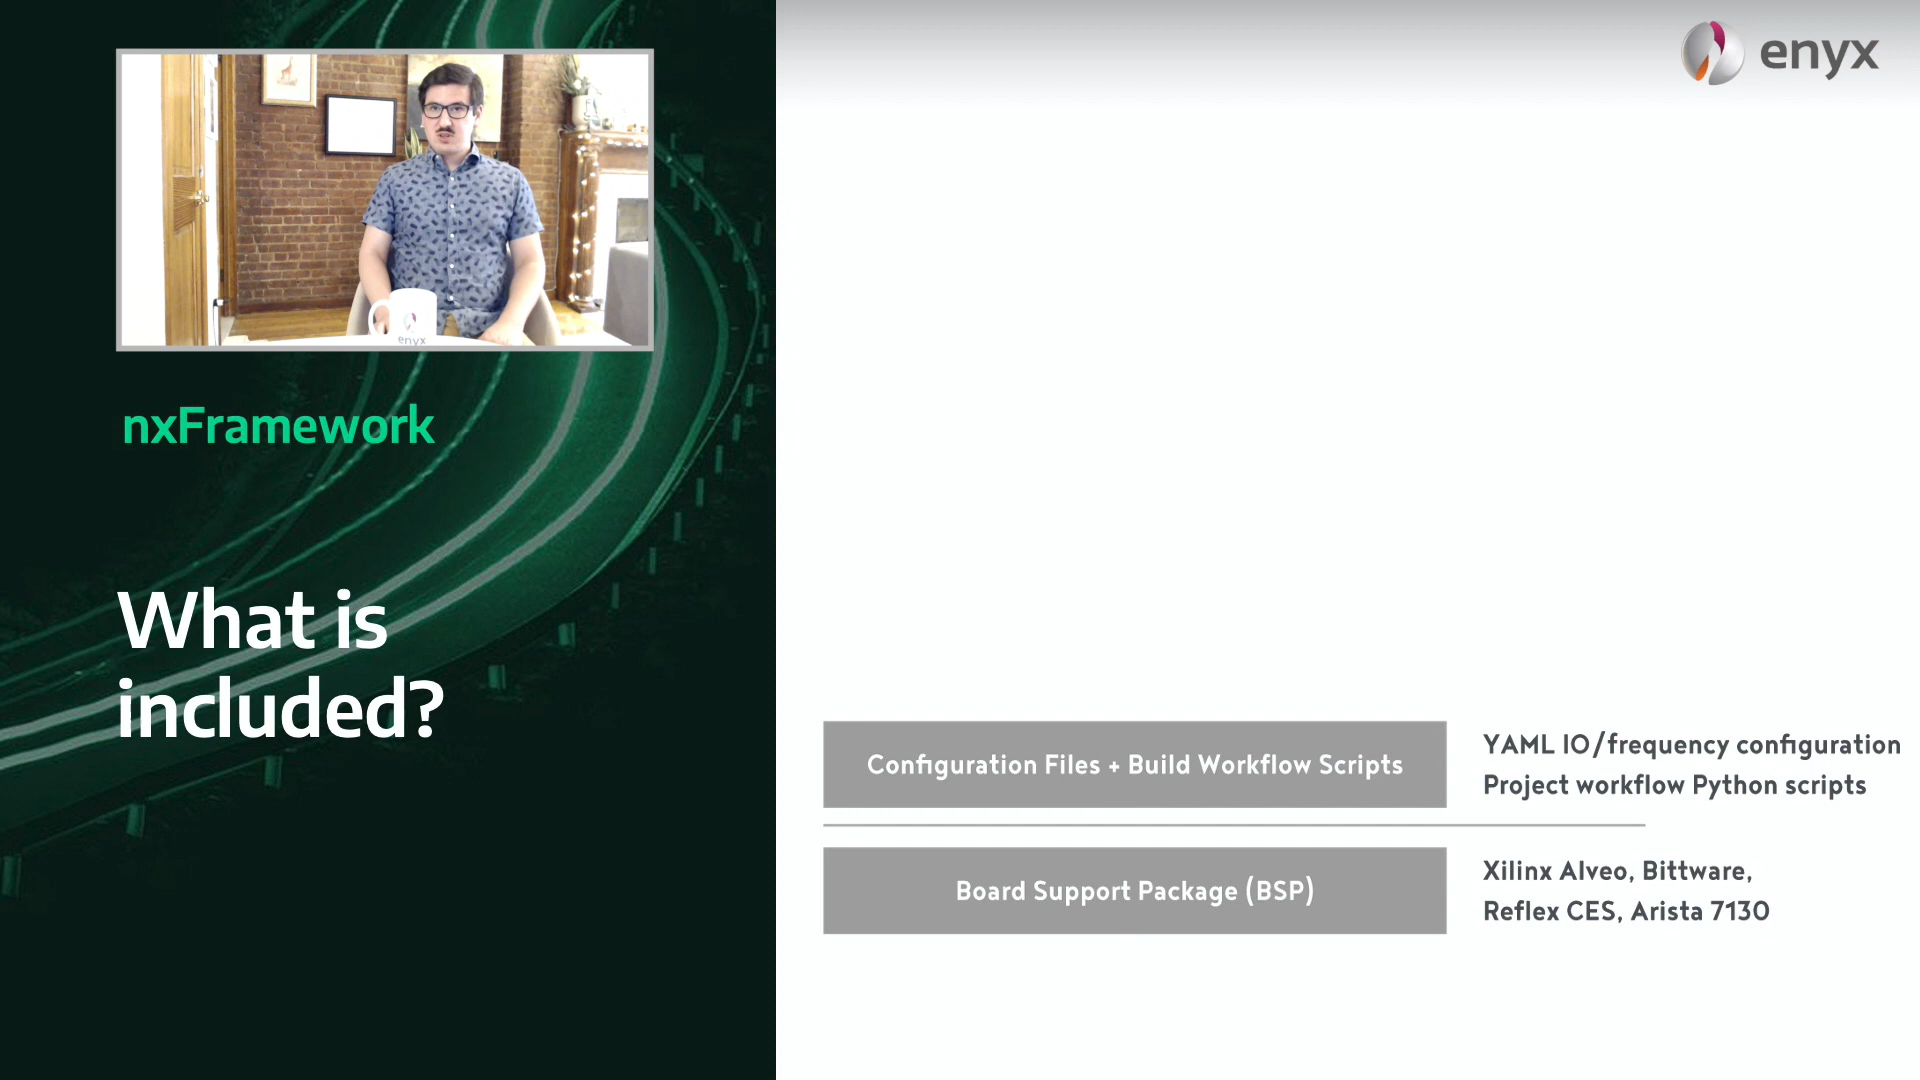 enyx
enyx
nxFramework
What is
included?
Configuration Files + Build Workflow Scripts
YAML IO/frequency configuration
Project workflow Python scripts
Board Support Package (BSP)
Xilinx Alveo, Bittware,
Reflex CES, Arista 7130